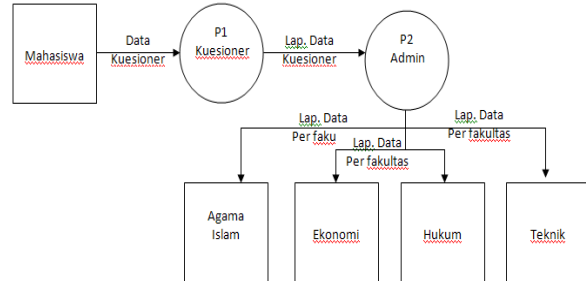 Mahasiswa
Data
Kuesioner
P1
Kuesioner
Lap. Data
Kuesioner
P2
Admin
Lap. Data
Per faku
Lap. Data
Per fakultas
Lap. Data
Per fakultas
Agama
Islam
Ekonomi
Hukum
Teknik